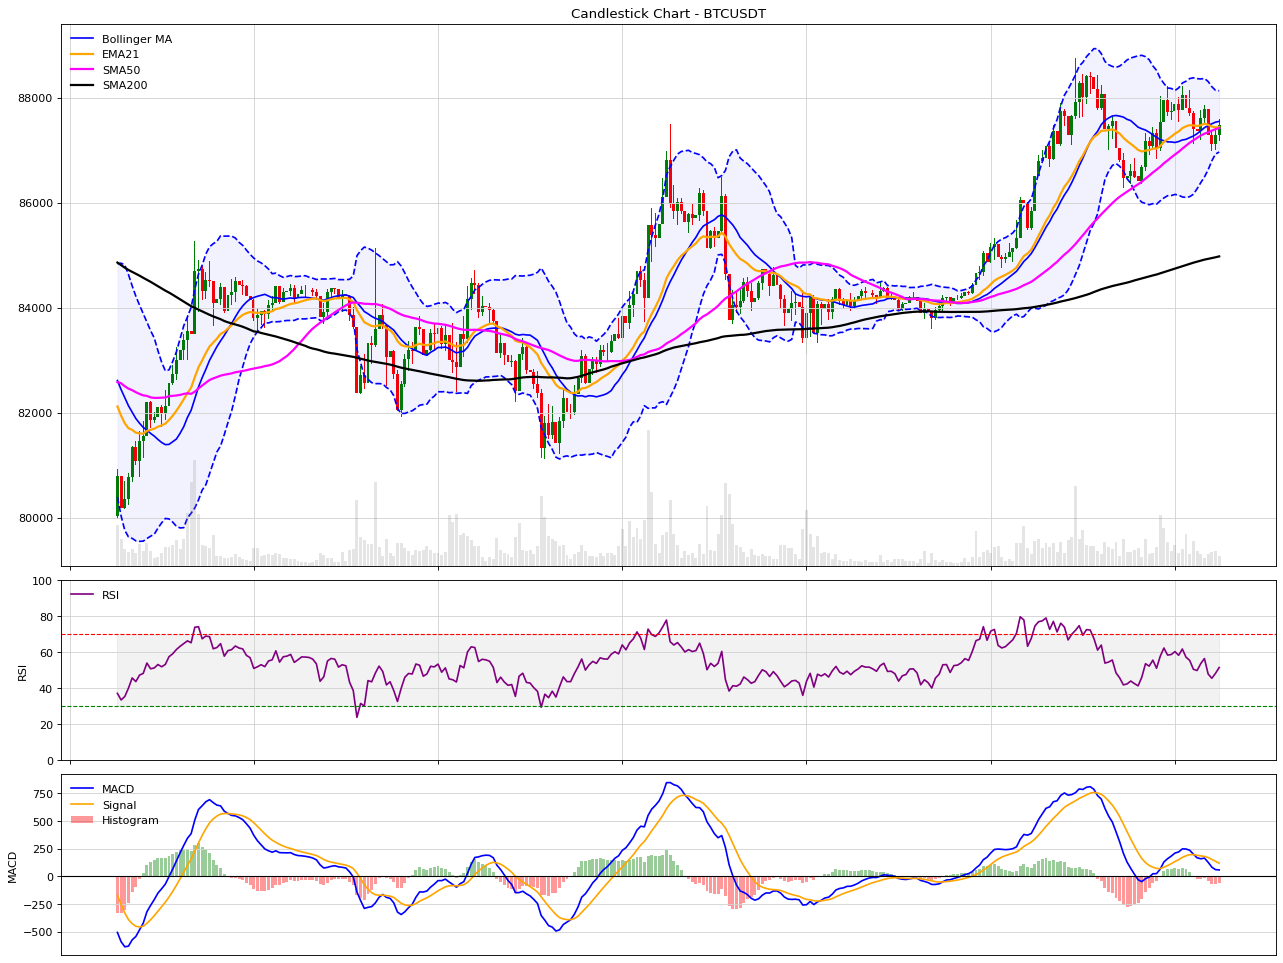 Candlestick Chart - BTCUSDT
Bollinger MA
EMA21
SMA50
SMA200
88000
86000
84000
82000
80000
RSI
100
80
60
40
20
0
RSI
MACD
Signal
Histogram
750
500
250
0
−250
−500
MACD